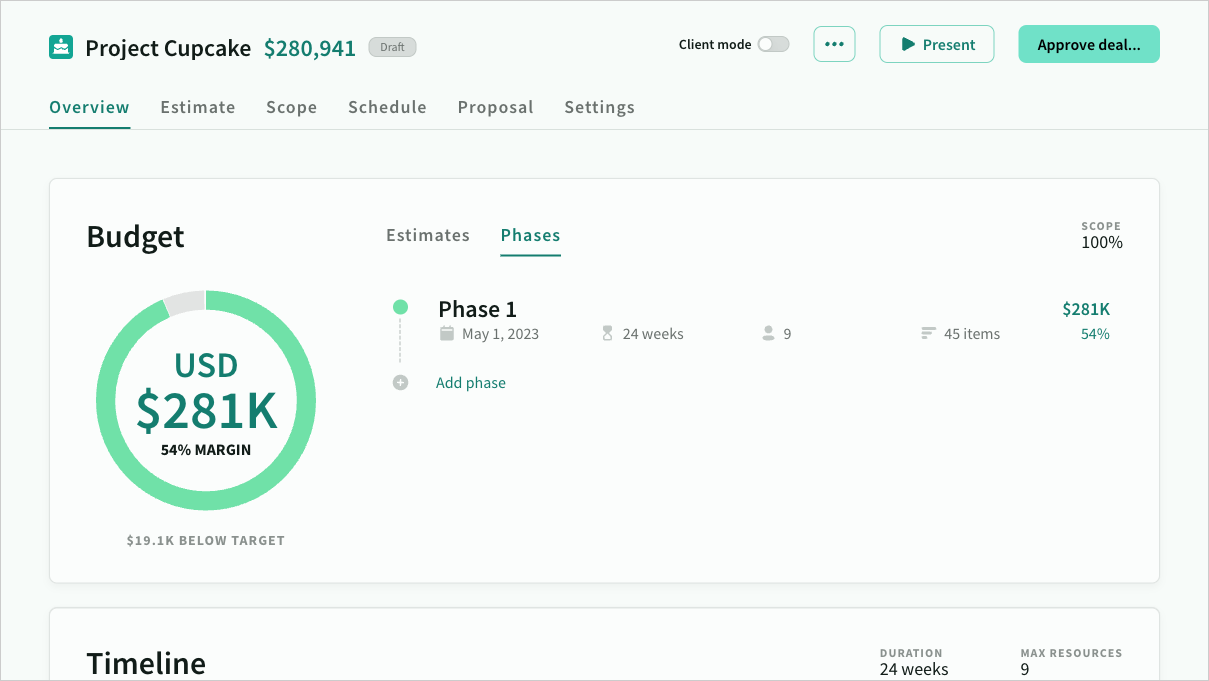 Project Cupcake $280,941 Draft
Client mode
Present
Approve deal...
Overview Estimate Scope Schedule Proposal Settings
Budget
Estimates Phases
SCOPE
100%
USD
$281K
54% MARGIN
$19.1K BELOW TARGET
Phase 1
$281K
May 1, 2023 24 weeks 9 45 items 54%
Add phase
Timeline
DURATION
24 weeks
MAX RESOURCES
9